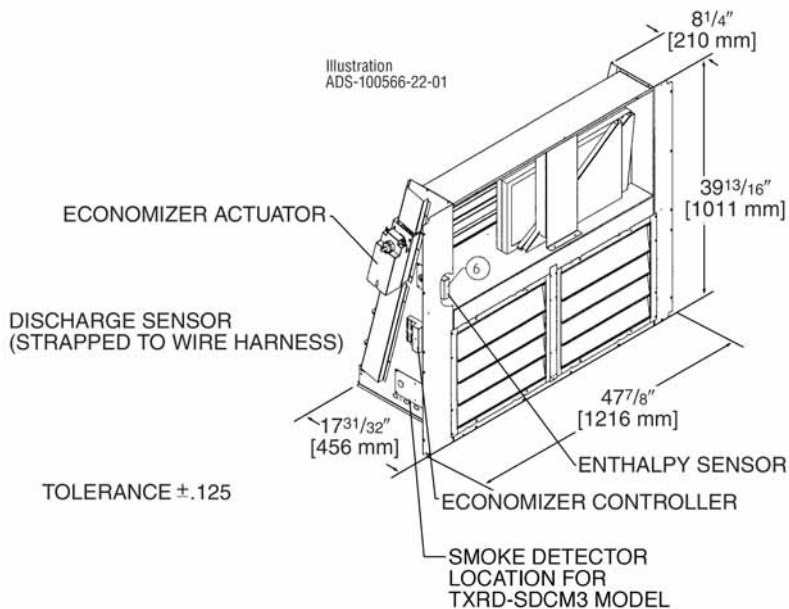 8 1/4"
[210 mm]
Illustration
ADS-100566-22-01
39 13/16"
[1011 mm]
ECONOMIZER ACTUATOR
6
DISCHARGE SENSOR
(STRAPPED TO WIRE HARNESS)
47 7/8"
[1216 mm]
17 31/32"
[456 mm]
ENTHALPY SENSOR
TOLERANCE ±.125
ECONOMIZER CONTROLLER
SMOKE DETECTOR
LOCATION FOR
TXRD-SDCM3 MODEL